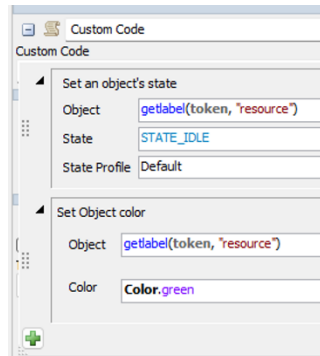 Custom Code
Custom Code
Set an object's state
Object getlabel(token, "resource")
State STATE_IDLE
State Profile Default
Set Object color
Object getlabel(token, "resource")
Color Color.green